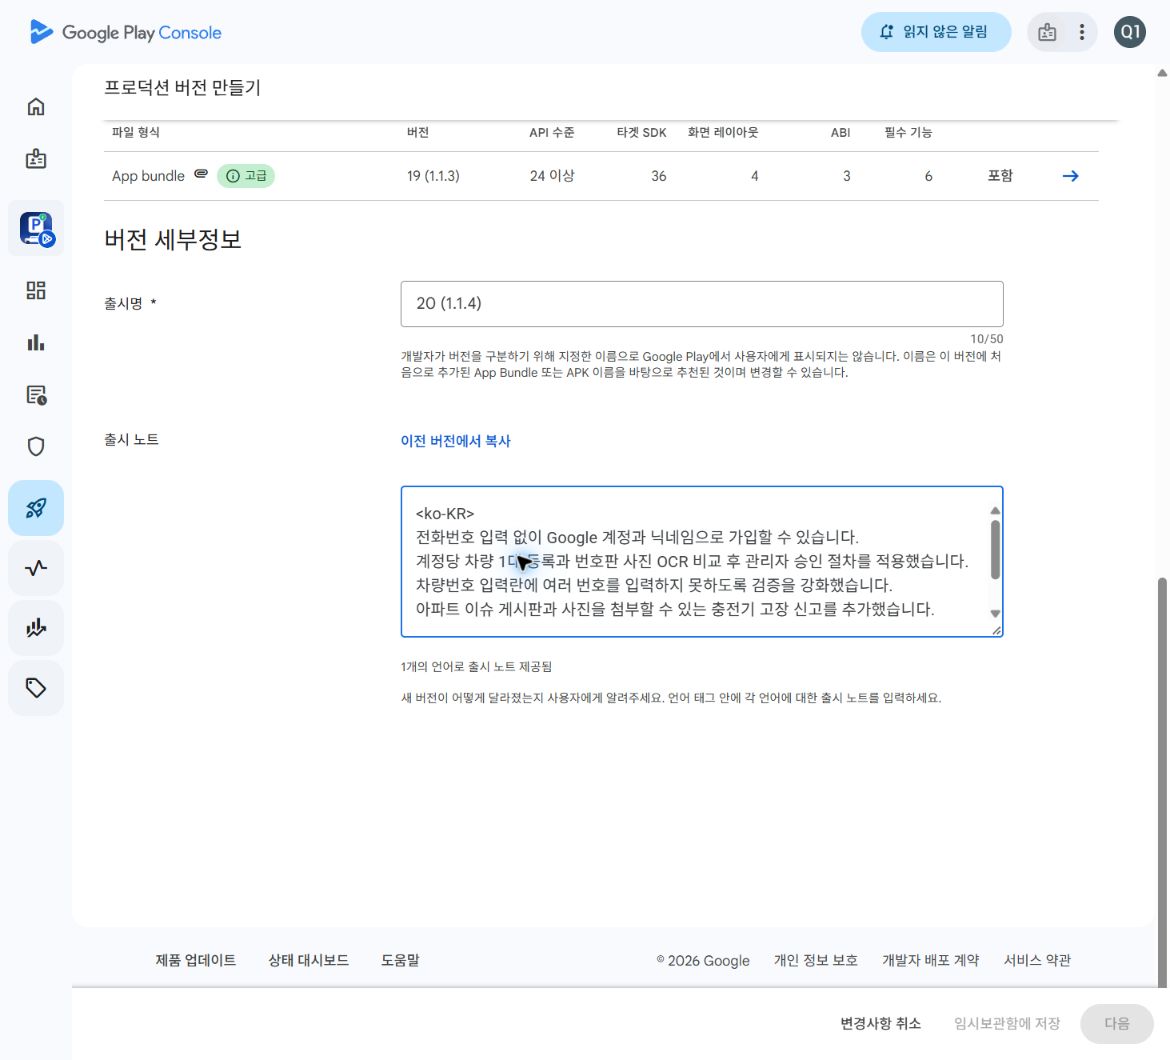 Google Play Console
읽지 않은 알림
Q1
프로덕션 버전 만들기
파일 형식 버전 API 수준 타겟 SDK 화면 레이아웃 ABI 필수 기능
App bundle 고급 19 (1.1.3) 24 이상 36 4 3 6 포함
버전 세부정보
출시명 *
20 (1.1.4)
10/50
개발자가 버전을 구분하기 위해 지정한 이름으로 Google Play에서 사용자에게 표시되지는 않습니다. 이름은 이 버전에 처
음으로 추가된 App Bundle 또는 APK 이름을 바탕으로 추천된 것이며 변경할 수 있습니다.
출시 노트
이전 버전에서 복사
<ko-KR>
전화번호 입력 없이 Google 계정과 닉네임으로 가입할 수 있습니다.
계정당 차량 1대 등록과 번호판 사진 OCR 비교 후 관리자 승인 절차를 적용했습니다.
차량번호 입력란에 여러 번호를 입력하지 못하도록 검증을 강화했습니다.
아파트 이슈 게시판과 사진을 첨부할 수 있는 충전기 고장 신고를 추가했습니다.
1개의 언어로 출시 노트 제공됨
새 버전이 어떻게 달라졌는지 사용자에게 알려주세요. 언어 태그 안에 각 언어에 대한 출시 노트를 입력하세요.
제품 업데이트 상태 대시보드 도움말 © 2026 Google 개인 정보 보호 개발자 배포 계약 서비스 약관
변경사항 취소 임시보관함에 저장 다음